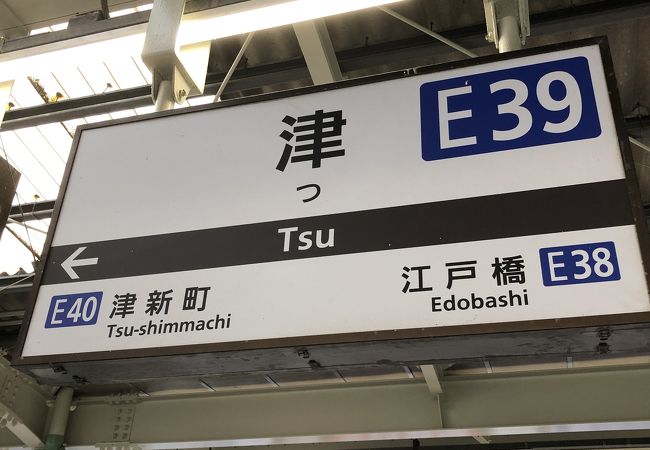 津 E39
つ
Tsu
← E40 津新町
Tsu-shimmachi
江戸橋 E38
Edobashi